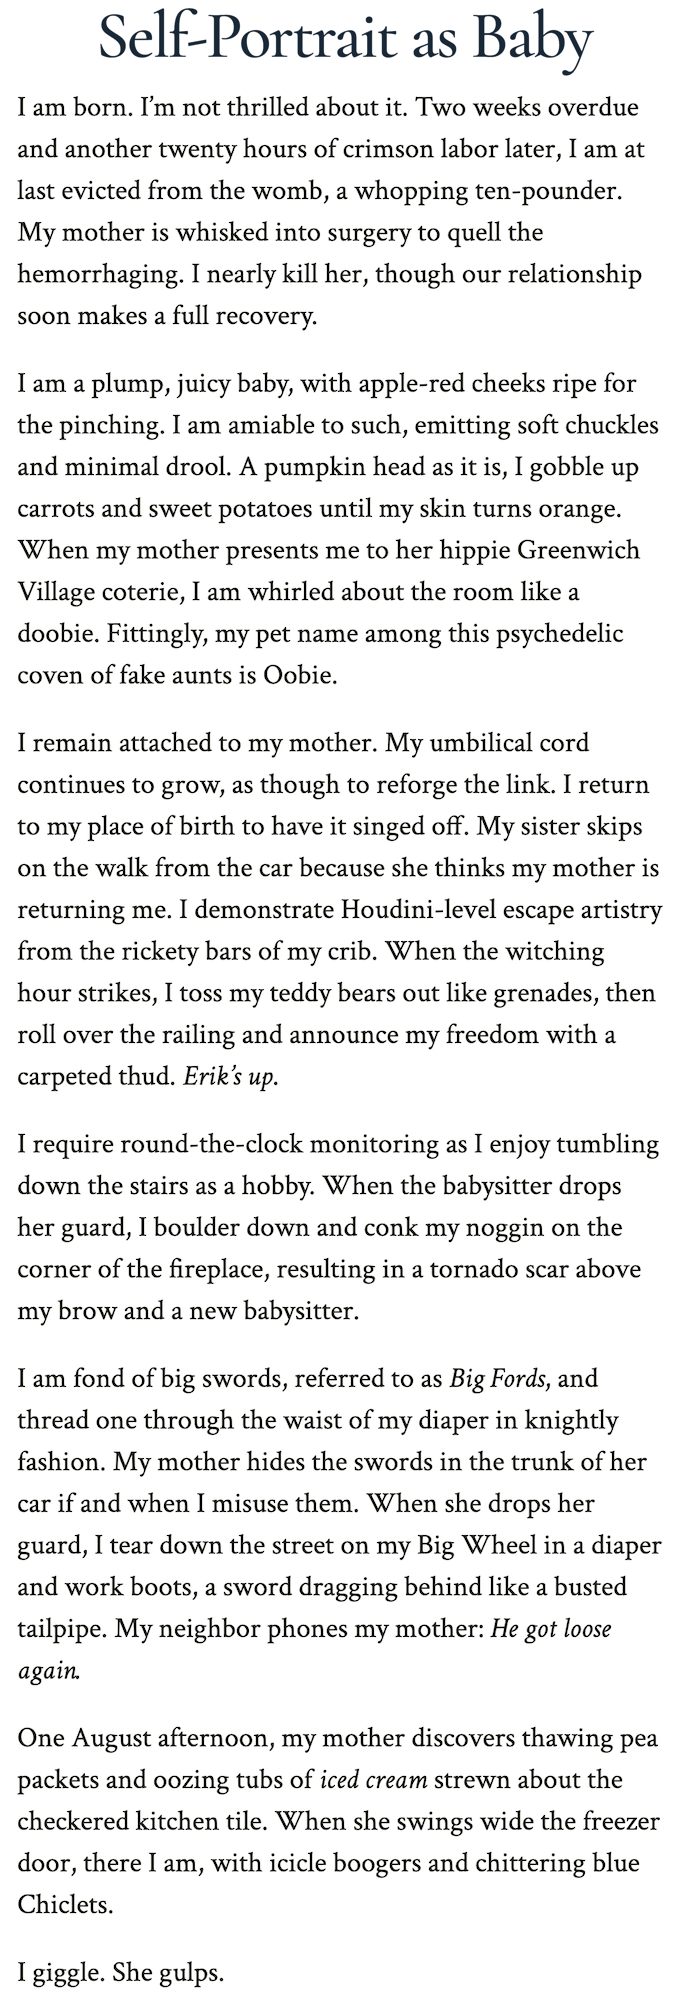 Self-Portrait as Baby
I am born. I’m not thrilled about it. Two weeks overdue
and another twenty hours of crimson labor later, I am at
last evicted from the womb, a whopping ten-pounder.
My mother is whisked into surgery to quell the
hemorrhaging. I nearly kill her, though our relationship
soon makes a full recovery.
I am a plump, juicy baby, with apple-red cheeks ripe for
the pinching. I am amiable to such, emitting soft chuckles
and minimal drool. A pumpkin head as it is, I gobble up
carrots and sweet potatoes until my skin turns orange.
When my mother presents me to her hippie Greenwich
Village coterie, I am whirled about the room like a
doobie. Fittingly, my pet name among this psychedelic
coven of fake aunts is Oobie.
I remain attached to my mother. My umbilical cord
continues to grow, as though to reforge the link. I return
to my place of birth to have it singed off. My sister skips
on the walk from the car because she thinks my mother is
returning me. I demonstrate Houdini-level escape artistry
from the rickety bars of my crib. When the witching
hour strikes, I toss my teddy bears out like grenades, then
roll over the railing and announce my freedom with a
carpeted thud. Erik’s up.
I require round-the-clock monitoring as I enjoy tumbling
down the stairs as a hobby. When the babysitter drops
her guard, I boulder down and conk my noggin on the
corner of the fireplace, resulting in a tornado scar above
my brow and a new babysitter.
I am fond of big swords, referred to as Big Fords, and
thread one through the waist of my diaper in knightly
fashion. My mother hides the swords in the trunk of her
car if and when I misuse them. When she drops her
guard, I tear down the street on my Big Wheel in a diaper
and work boots, a sword dragging behind like a busted
tailpipe. My neighbor phones my mother: He got loose
again.
One August afternoon, my mother discovers thawing pea
packets and oozing tubs of iced cream strewn about the
checkered kitchen tile. When she swings wide the freezer
door, there I am, with icicle boogers and chittering blue
Chiclets.
I giggle. She gulps.